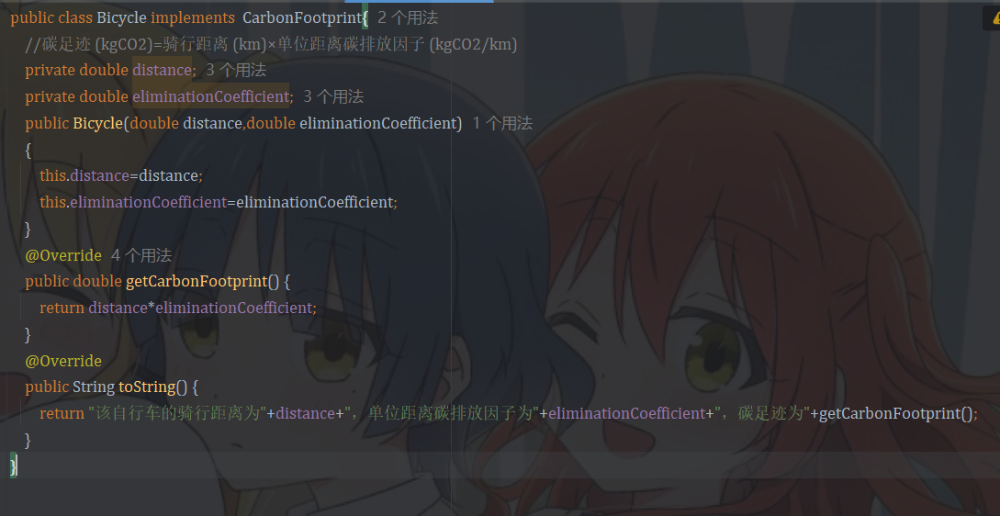 public class Bicycle implements  CarbonFootprint{  2 个用法
//碳足迹 (kgCO2)=骑行距离 (km)×单位距离碳排放因子 (kgCO2/km)
private double distance;  3 个用法
private double eliminationCoefficient;  3 个用法
public Bicycle(double distance,double eliminationCoefficient)  1 个用法
{
this.distance=distance;
this.eliminationCoefficient=eliminationCoefficient;
}
@Override  4 个用法
public double getCarbonFootprint() {
return distance*eliminationCoefficient;
}
@Override
public String toString() {
return "该自行车的骑行距离为"+distance+"，单位距离碳排放因子为"+eliminationCoefficient+"，碳足迹为"+getCarbonFootprint();
}
}